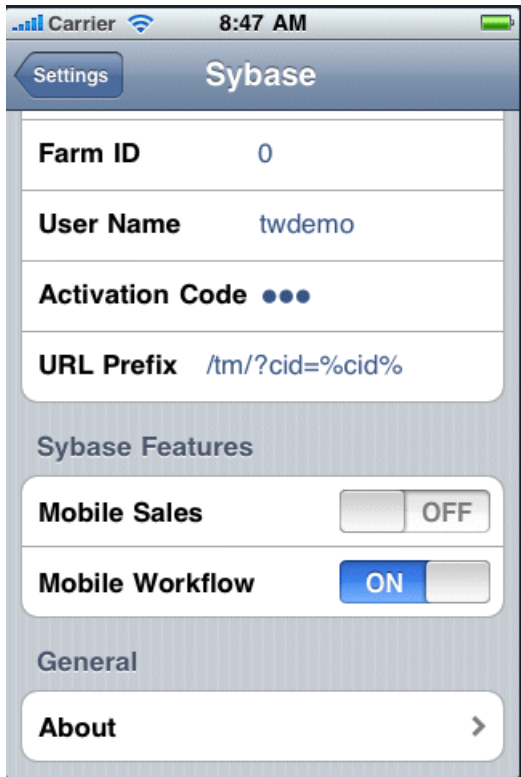 Carrier 8:47 AM
Settings Sybase
Farm ID 0
User Name twdemo
Activation Code •••
URL Prefix /tm/?cid=%cid%
Sybase Features
Mobile Sales OFF
Mobile Workflow ON
General
About